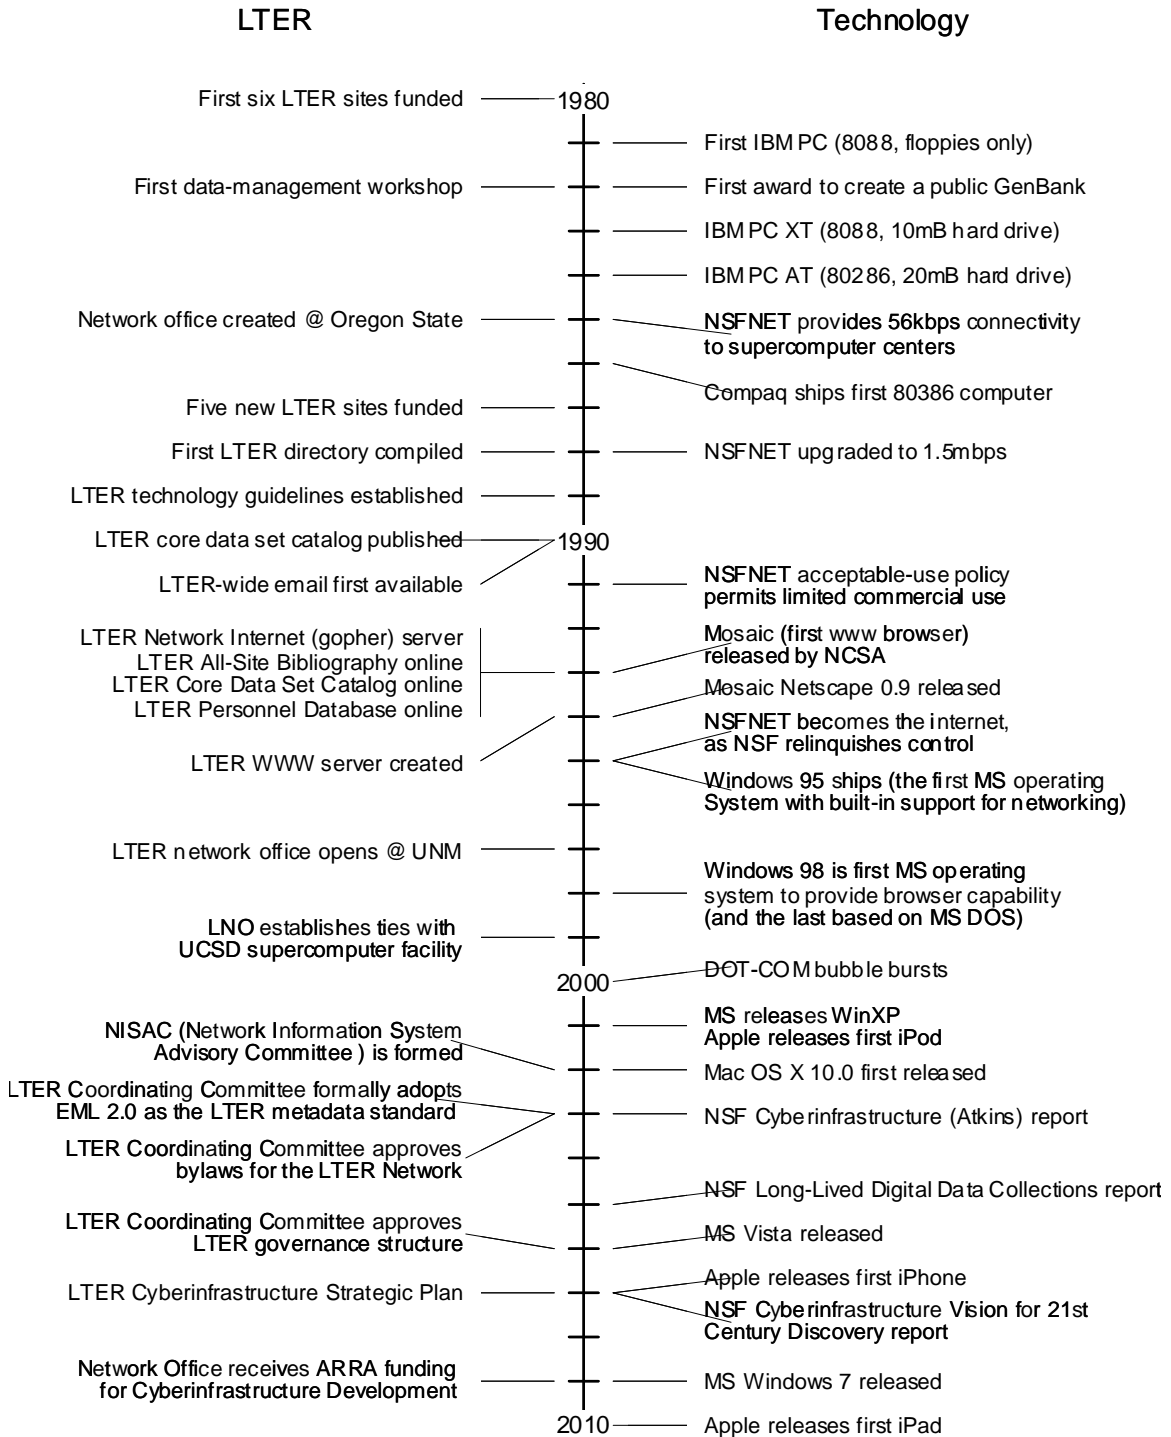 LTER
Technology
First six LTER sites funded
1980
First IBM PC (8088, floppies only)
First data-management workshop
First award to create a public GenBank
IBM PC XT (8088, 10mB hard drive)
IBM PC AT (80286, 20mB hard drive)
Network office created @ Oregon State
NSFNET provides 56kbps connectivity
to supercomputer centers
Compaq ships first 80386 computer
Five new LTER sites funded
First LTER directory compiled
NSFNET upgraded to 1.5mbps
LTER technology guidelines established
LTER core data set catalog published
1990
LTER-wide email first available
NSFNET acceptable-use policy
permits limited commercial use
LTER Network Internet (gopher) server
LTER All-Site Bibliography online
LTER Core Data Set Catalog online
LTER Personnel Database online
Mosaic (first www browser)
released by NCSA
Mosaic Netscape 0.9 released
NSFNET becomes the internet,
as NSF relinquishes control
LTER WWW server created
Windows 95 ships (the first MS operating
System with built-in support for networking)
LTER network office opens @ UNM
Windows 98 is first MS operating
system to provide browser capability
(and the last based on MS DOS)
LNO establishes ties with
UCSD supercomputer facility
DOT-COM bubble bursts
2000
MS releases WinXP
Apple releases first iPod
NISAC (Network Information System
Advisory Committee ) is formed
Mac OS X 10.0 first released
LTER Coordinating Committee formally adopts
EML 2.0 as the LTER metadata standard
NSF Cyberinfrastructure (Atkins) report
LTER Coordinating Committee approves
bylaws for the LTER Network
NSF Long-Lived Digital Data Collections report
LTER Coordinating Committee approves
LTER governance structure
MS Vista released
Apple releases first iPhone
LTER Cyberinfrastructure Strategic Plan
NSF Cyberinfrastructure Vision for 21st
Century Discovery report
Network Office receives ARRA funding
for Cyberinfrastructure Development
MS Windows 7 released
2010
Apple releases first iPad